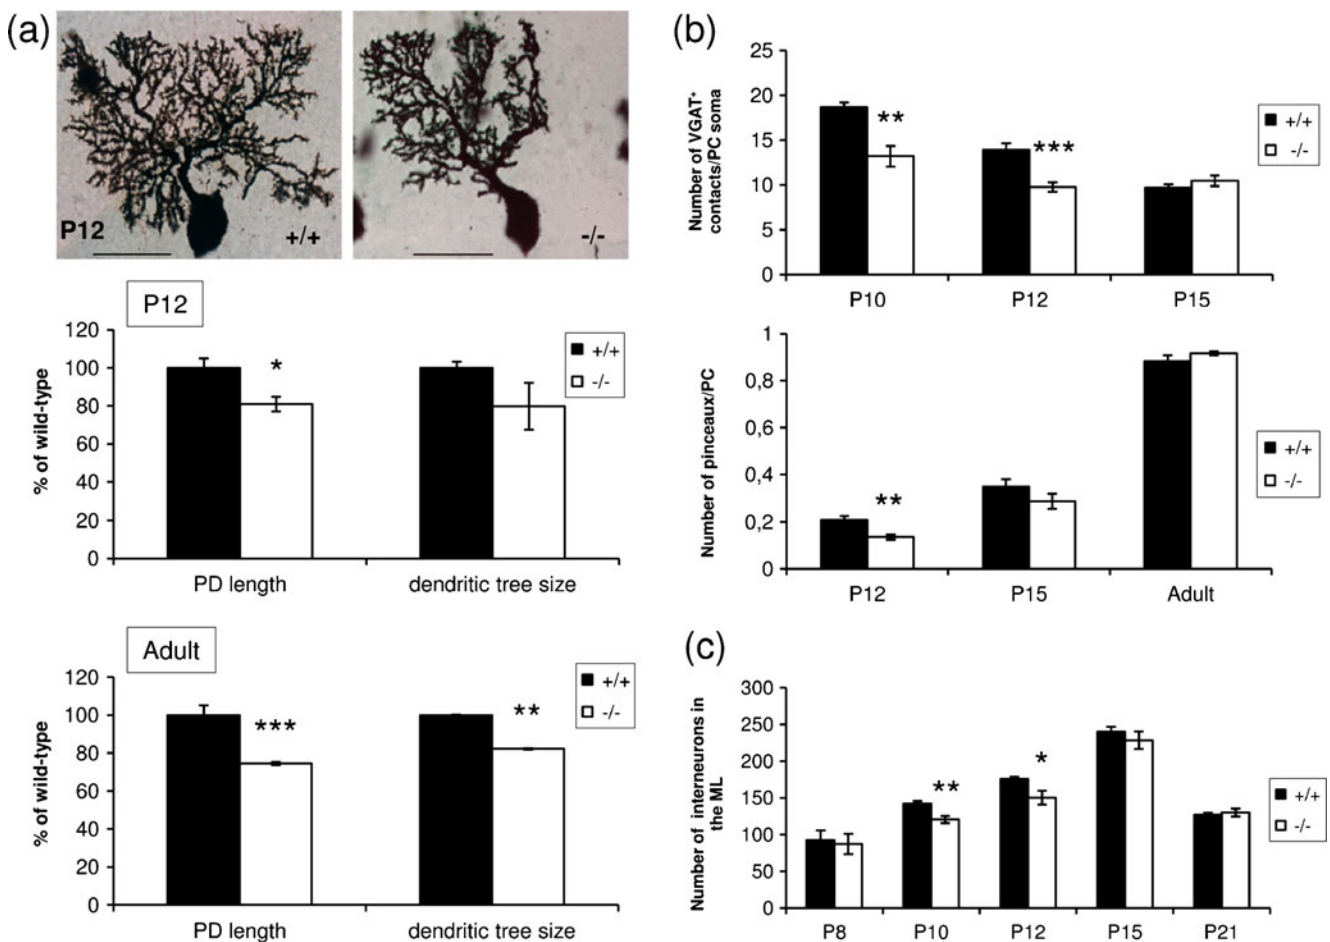 (a)
P12
+/+
-/-
P12
% of wild-type
120
100
80
60
40
20
0
*
+/+
-/-
PD length
dendritic tree size
Adult
% of wild-type
120
100
80
60
40
20
0
***
**
+/+
-/-
PD length
dendritic tree size
(b)
Number of VGAT+
contacts/PC soma
25
20
15
10
5
0
**
***
+/+
-/-
P10
P12
P15
Number of pinceaux/PC
1
0,8
0,6
0,4
0,2
0
**
+/+
-/-
P12
P15
Adult
(c)
Number of interneurons in
the ML
300
250
200
150
100
50
0
**
*
+/+
-/-
P8
P10
P12
P15
P21